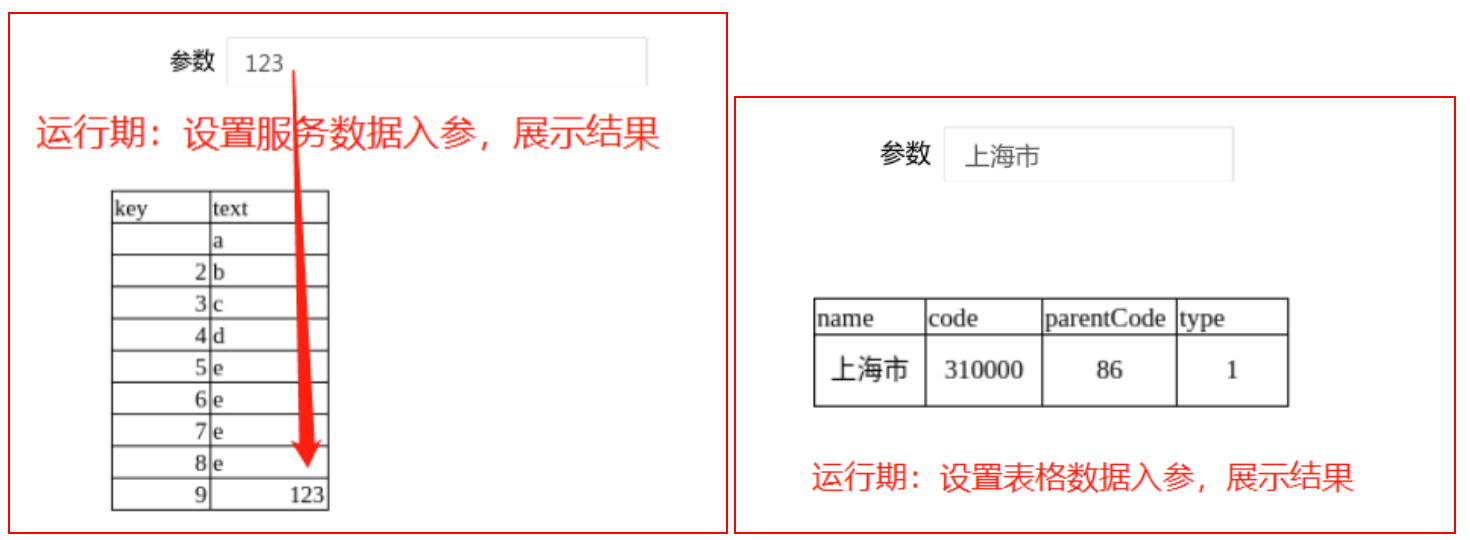 参数 123
运行期：设置服务数据入参，展示结果
key text
a
2 b
3 c
4 d
5 e
6 e
7 e
8 e
9 123
参数 上海市
name code parentCode type
上海市 310000 86 1
运行期：设置表格数据入参，展示结果